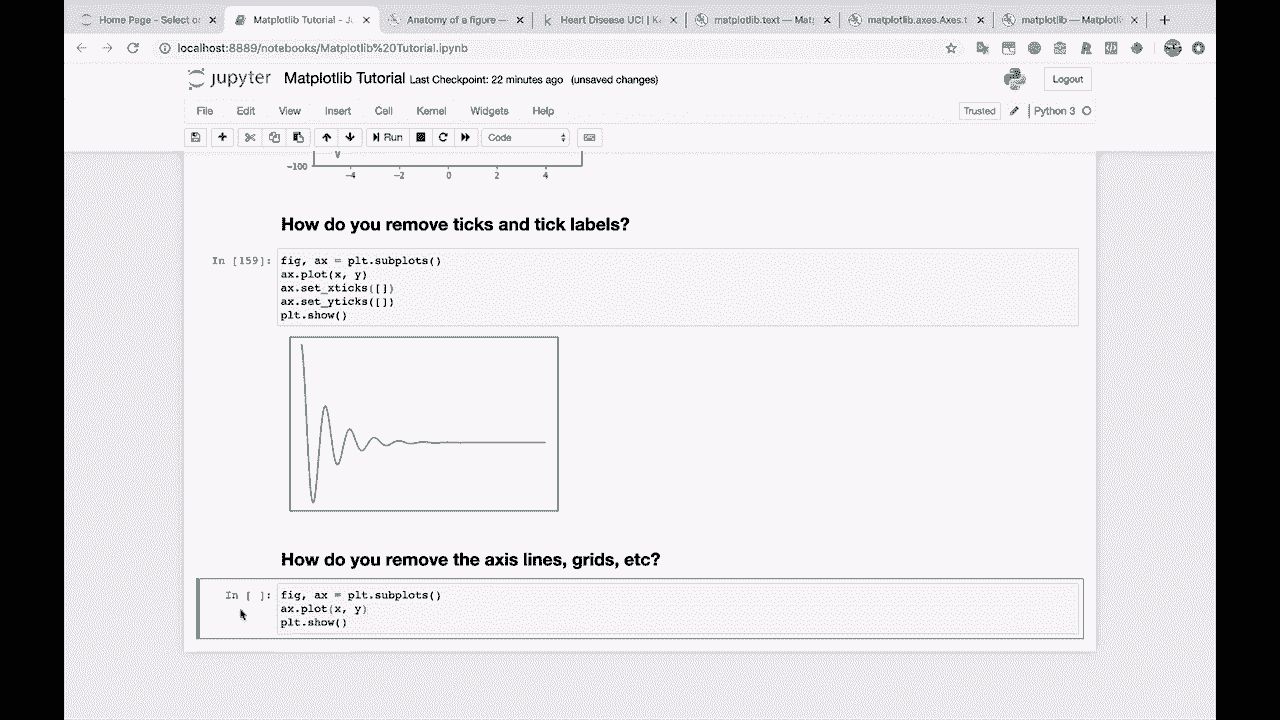 Home Page - Select or
Matplotlib Tutorial - Ju
Anatomy of a figure —
Heart Disease UCI | K
matplotlib.text — Mat
matplotlib.axes.Axes.t
matplotlib — Matplotli
localhost:8889/notebooks/Matplotlib%20Tutorial.ipynb
jupyter Matplotlib Tutorial Last Checkpoint: 22 minutes ago (unsaved changes)
Logout
File Edit View Insert Cell Kernel Widgets Help
Trusted
Python 3
Run
Code
−100
−4 −2 0 2 4
How do you remove ticks and tick labels?
In [159]:
fig, ax = plt.subplots()
ax.plot(x, y)
ax.set_xticks([])
ax.set_yticks([])
plt.show()
How do you remove the axis lines, grids, etc?
In [ ]:
fig, ax = plt.subplots()
ax.plot(x, y)
plt.show()